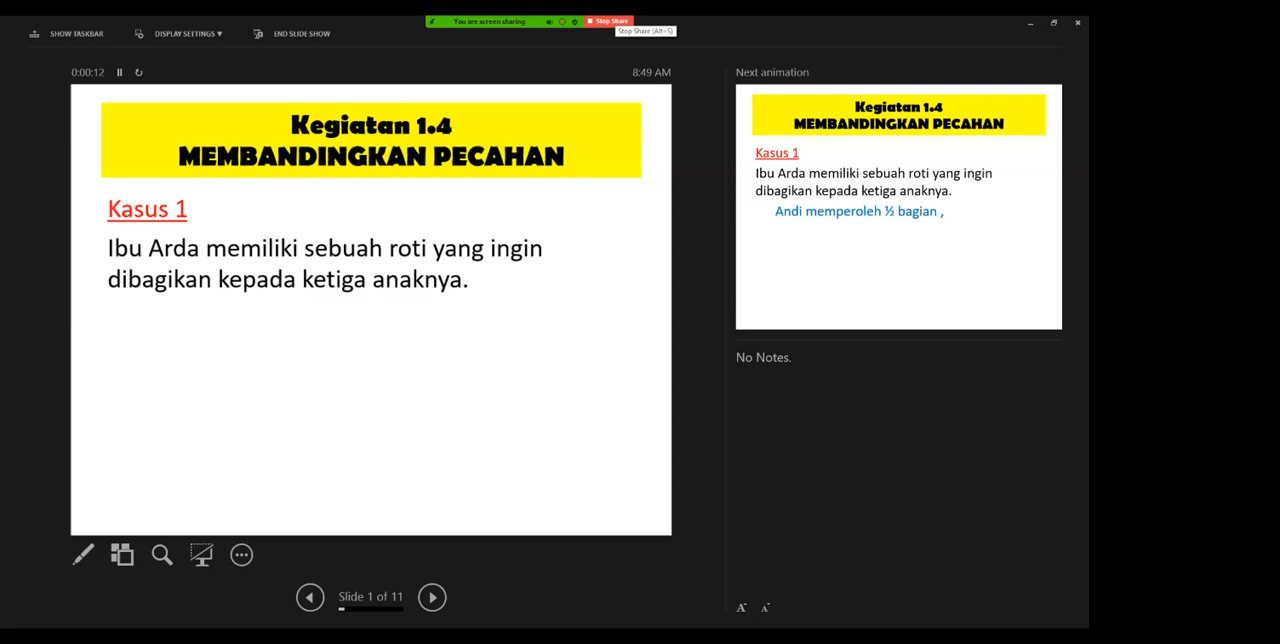 You are screen sharing
Stop Share
Stop Share (Alt+S)
SHOW TASKBAR
DISPLAY SETTINGS ▼
END SLIDE SHOW
0:00:12
8:49 AM
Kegiatan 1.4
MEMBANDINGKAN PECAHAN
Kasus 1
Ibu Arda memiliki sebuah roti yang ingin
dibagikan kepada ketiga anaknya.
Slide 1 of 11
Next animation
Kegiatan 1.4
MEMBANDINGKAN PECAHAN
Kasus 1
Ibu Arda memiliki sebuah roti yang ingin
dibagikan kepada ketiga anaknya.
Andi memperoleh ½ bagian ,
No Notes.
A A